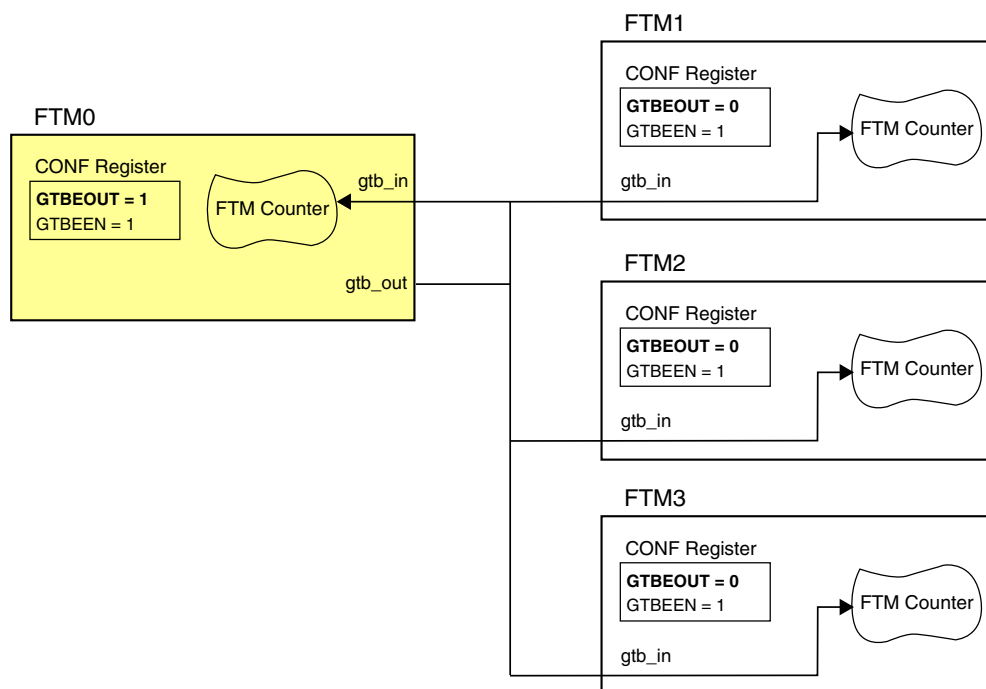 FTM0
CONF Register
GTBEOUT = 1
GTBEEN = 1
FTM Counter
gtb_in
gtb_out
FTM1
CONF Register
GTBEOUT = 0
GTBEEN = 1
FTM Counter
gtb_in
FTM2
CONF Register
GTBEOUT = 0
GTBEEN = 1
FTM Counter
gtb_in
FTM3
CONF Register
GTBEOUT = 0
GTBEEN = 1
FTM Counter
gtb_in